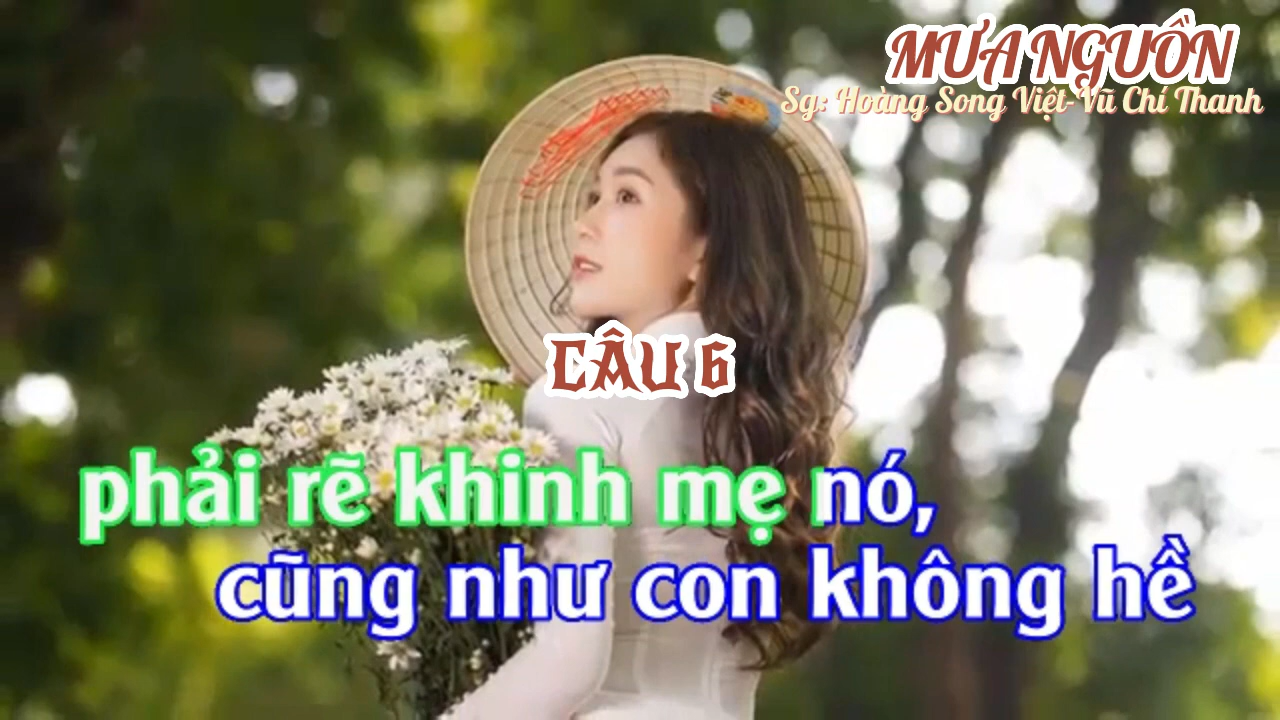 MƯA NGUỒN
Sg: Hoàng Song Việt-Vũ Chí Thanh
CÂU 6
phải rẽ khinh mẹ nó,
cũng như con không hề